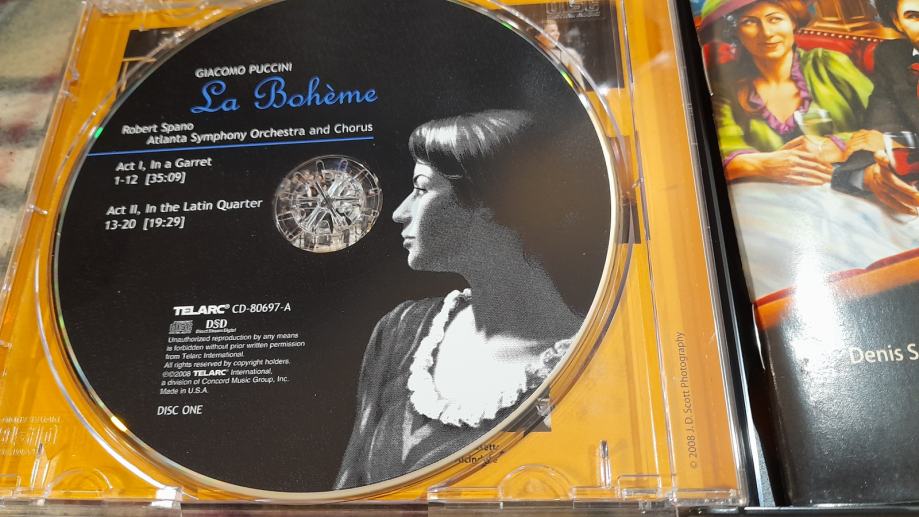 GIACOMO PUCCINI
La Bohème
Robert Spano
Atlanta Symphony Orchestra and Chorus
Act I, In a Garret
1-12 [35:09]
Act II, In the Latin Quarter
13-20 [19:29]
TELARC® CD-80697-A
DSD
Direct Stream Digital
Unauthorized reproduction by any means
is forbidden without prior written permission
from Telarc International.
All rights reserved by copyright holders.
℗©2008 TELARC® International,
a division of Concord Music Group, Inc.
Made in U.S.A.
DISC ONE
© 2008 J. D. Scott Photography
Denis S